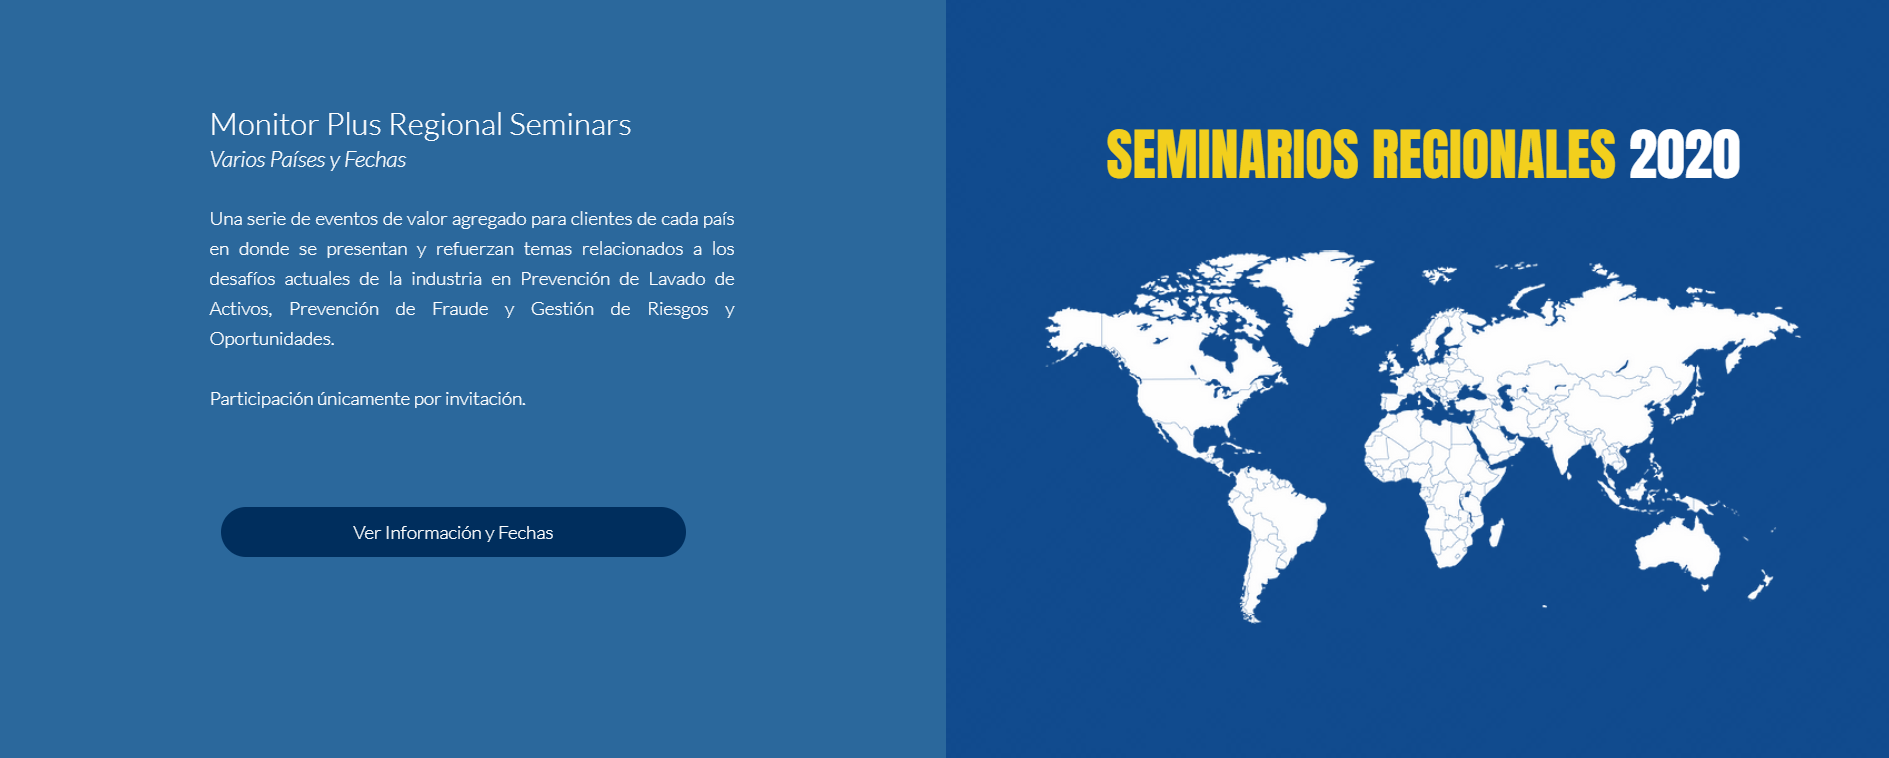 Monitor Plus Regional Seminars
Varios Países y Fechas
Una serie de eventos de valor agregado para clientes de cada país
en donde se presentan y refuerzan temas relacionados a los
desafíos actuales de la industria en Prevención de Lavado de
Activos, Prevención de Fraude y Gestión de Riesgos y
Oportunidades.
Participación únicamente por invitación.
Ver Información y Fechas
SEMINARIOS REGIONALES 2020